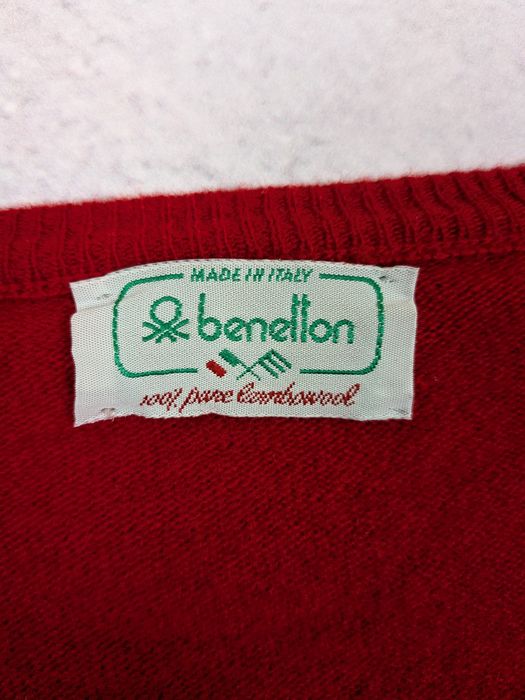 MADE IN ITALY
benetton
100% pure lambswool